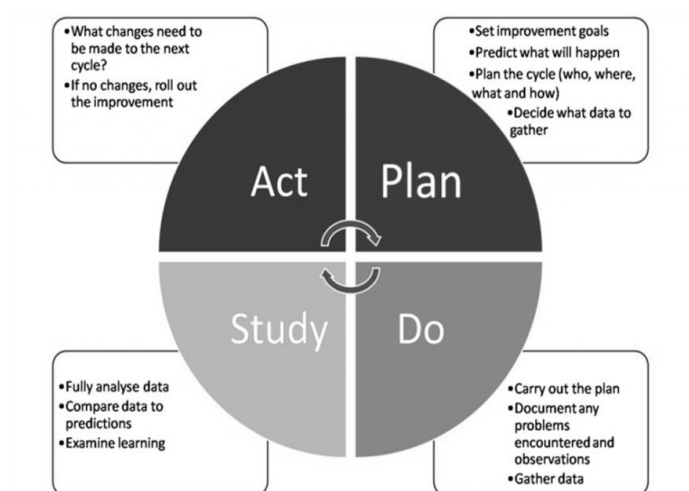 •What changes need to
be made to the next
cycle?
•If no changes, roll out
the improvement
•Set improvement goals
•Predict what will happen
•Plan the cycle (who, where,
what and how)
•Decide what data to
gather
Act
Plan
Study
Do
•Fully analyse data
•Compare data to
predictions
•Examine learning
•Carry out the plan
•Document any
problems
encountered and
observations
•Gather data